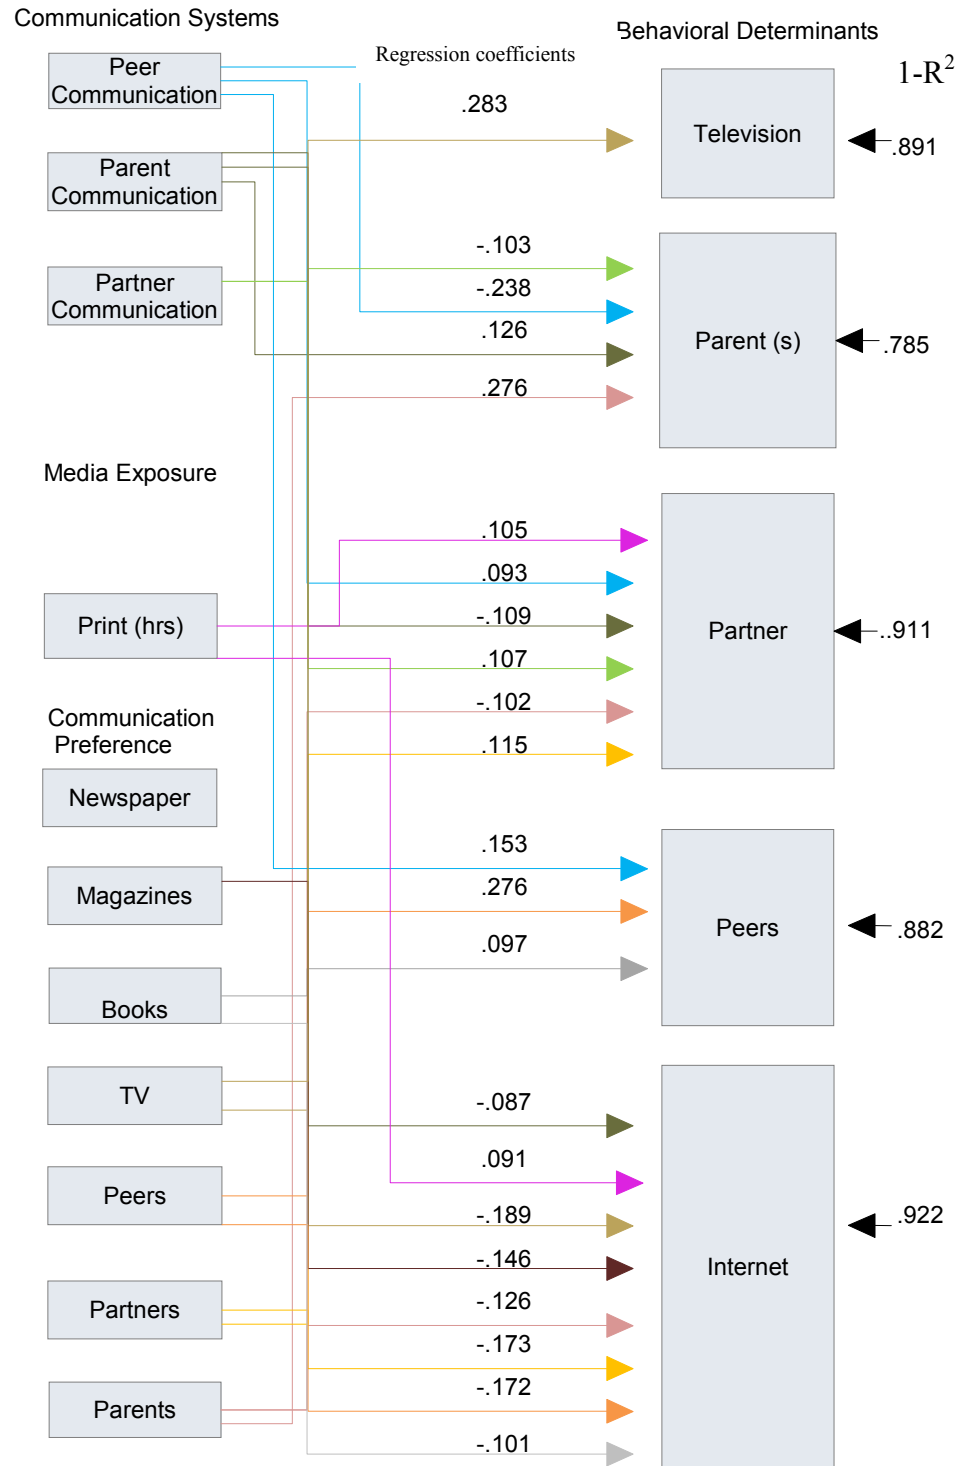 Communication Systems
Regression coefficients
Behavioral Determinants
1-R²
Peer
Communication
Parent
Communication
Partner
Communication
Media Exposure
Print (hrs)
Communication
Preference
Newspaper
Magazines
Books
TV
Peers
Partners
Parents
.283
-.103
-.238
.126
.276
.105
.093
-.109
.107
-.102
.115
.153
.276
.097
-.087
.091
-.189
-.146
-.126
-.173
-.172
-.101
Television
.891
Parent (s)
.785
Partner
..911
Peers
.882
Internet
.922